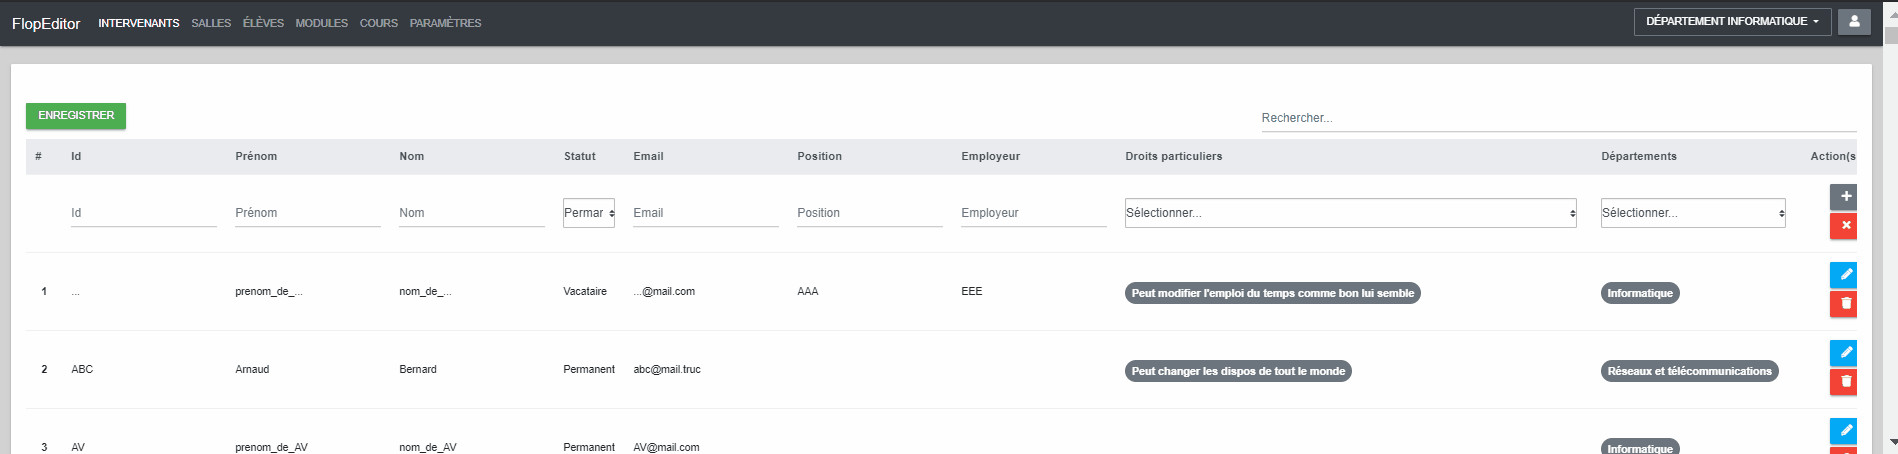 FlopEditor INTERVENANTS SALLES ÉLÈVES MODULES COURS PARAMÈTRES DÉPARTEMENT INFORMATIQUE
ENREGISTRER Rechercher...
# Id Prénom Nom Statut Email Position Employeur Droits particuliers Départements Action(s
Id Prénom Nom Permar Email Position Employeur Sélectionner... Sélectionner...
1 ... prenom_de_... nom_de_... Vacataire ...@mail.com AAA EEE Peut modifier l'emploi du temps comme bon lui semble Informatique
2 ABC Arnaud Bernard Permanent abc@mail.truc Peut changer les dispos de tout le monde Réseaux et télécommunications
3 AV prenom_de_AV nom_de_AV Permanent AV@mail.com Informatique